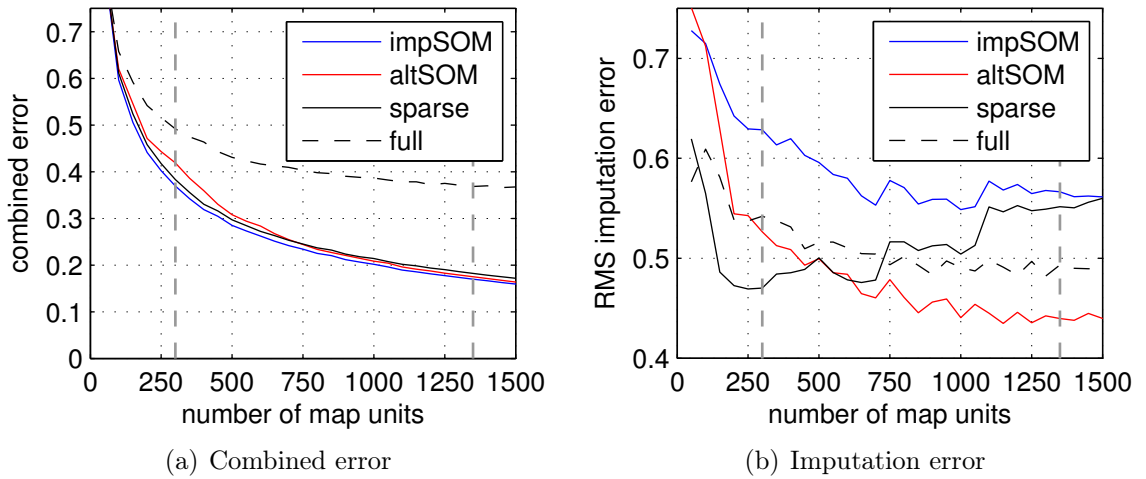 0.7
0.6
0.5
0.4
0.3
0.2
0.1
0
combined error
impSOM
altSOM
sparse
full
0 250 500 750 1000 1250 1500
number of map units
(a) Combined error
0.7
0.6
0.5
0.4
RMS imputation error
impSOM
altSOM
sparse
full
0 250 500 750 1000 1250 1500
number of map units
(b) Imputation error